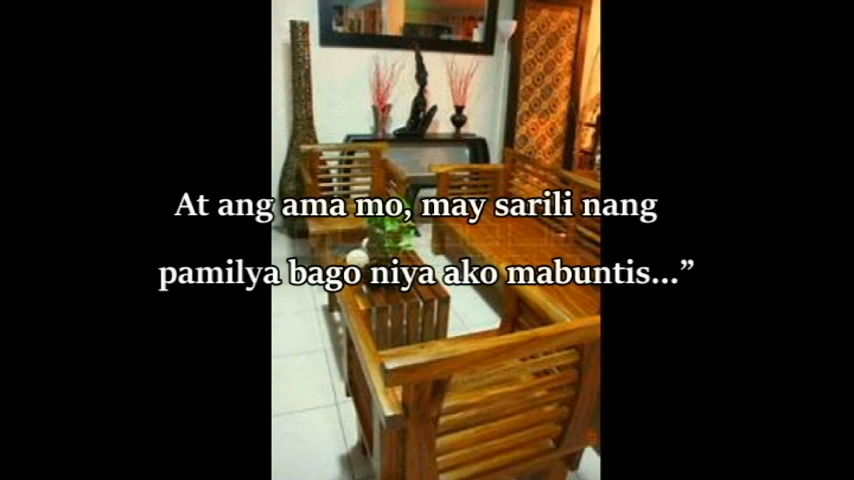 At ang ama mo, may sarili nang
pamilya bago niya ako mabuntis...”